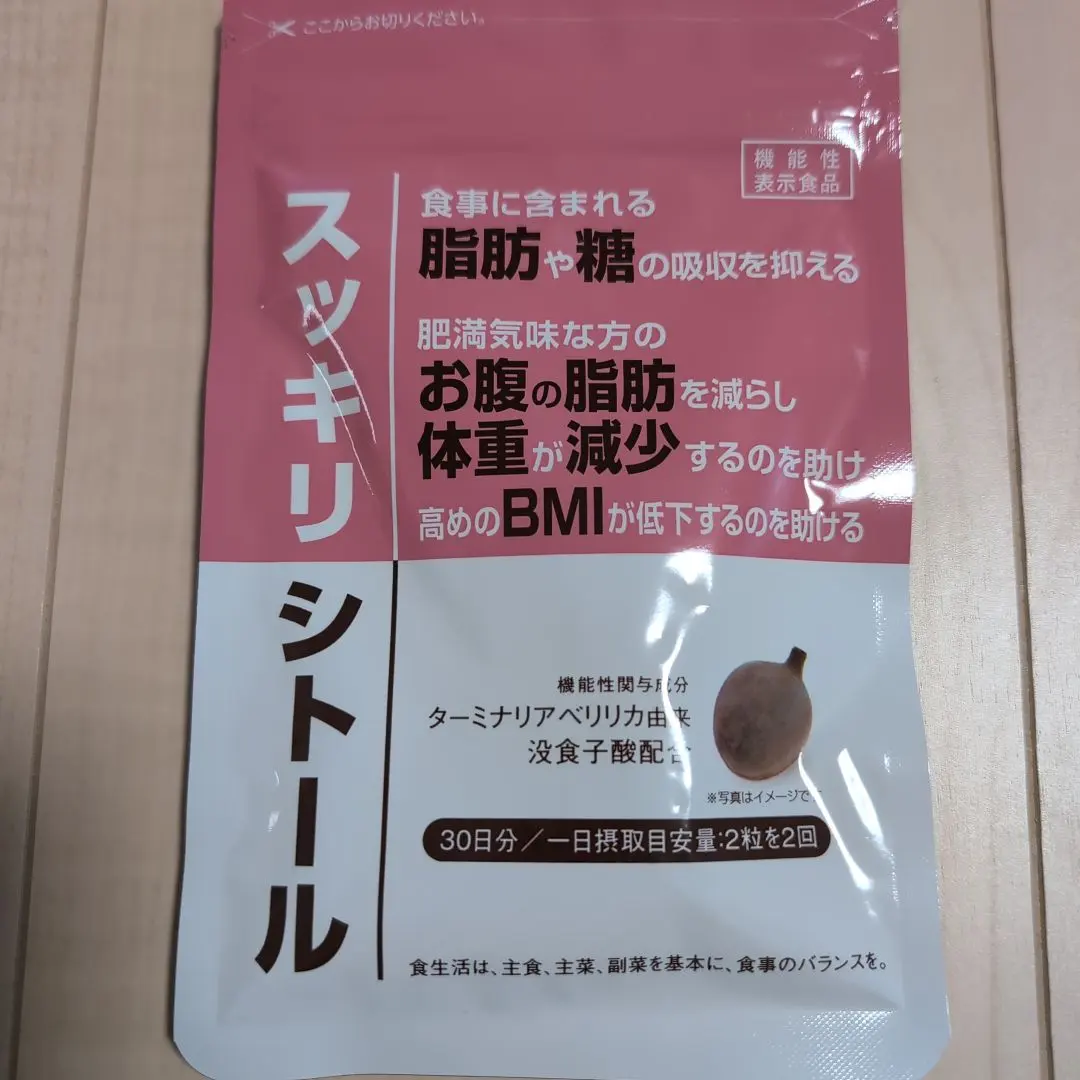 ここからお切りください。
機能性
表示食品
スッキリシトール
食事に含まれる
脂肪や糖の吸収を抑える
肥満気味な方の
お腹の脂肪を減らし
体重が減少するのを助け
高めのBMIが低下するのを助ける
機能性関与成分
ターミナリアベリリカ由来
没食子酸配合
※写真はイメージです
30日分/一日摂取目安量:2粒を2回
食生活は、主食、主菜、副菜を基本に、食事のバランスを。